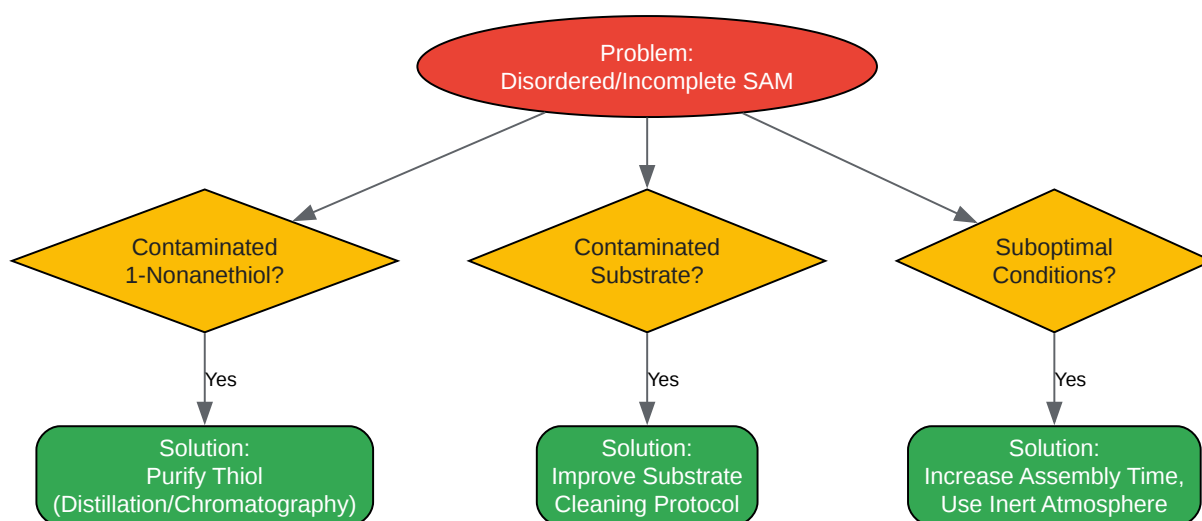 Problem:
Disordered/Incomplete SAM
Contaminated
1-Nonanethiol?
Contaminated
Substrate?
Suboptimal
Conditions?
Yes
Yes
Yes
Solution:
Purify Thiol
(Distillation/Chromatography)
Solution:
Improve Substrate
Cleaning Protocol
Solution:
Increase Assembly Time,
Use Inert Atmosphere